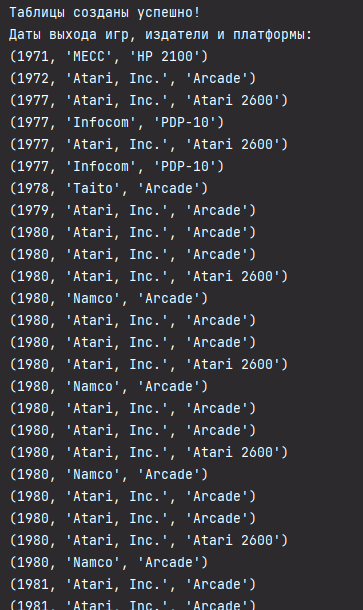 Таблицы созданы успешно!
Даты выхода игр, издатели и платформы:
(1971, 'MECC', 'HP 2100')
(1972, 'Atari, Inc.', 'Arcade')
(1977, 'Atari, Inc.', 'Atari 2600')
(1977, 'Infocom', 'PDP-10')
(1977, 'Atari, Inc.', 'Atari 2600')
(1977, 'Infocom', 'PDP-10')
(1978, 'Taito', 'Arcade')
(1979, 'Atari, Inc.', 'Arcade')
(1980, 'Atari, Inc.', 'Arcade')
(1980, 'Atari, Inc.', 'Arcade')
(1980, 'Atari, Inc.', 'Atari 2600')
(1980, 'Namco', 'Arcade')
(1980, 'Atari, Inc.', 'Arcade')
(1980, 'Atari, Inc.', 'Arcade')
(1980, 'Atari, Inc.', 'Atari 2600')
(1980, 'Namco', 'Arcade')
(1980, 'Atari, Inc.', 'Arcade')
(1980, 'Atari, Inc.', 'Arcade')
(1980, 'Atari, Inc.', 'Atari 2600')
(1980, 'Namco', 'Arcade')
(1980, 'Atari, Inc.', 'Arcade')
(1980, 'Atari, Inc.', 'Arcade')
(1980, 'Atari, Inc.', 'Atari 2600')
(1980, 'Namco', 'Arcade')
(1981, 'Atari, Inc.', 'Arcade')
(1981, 'Atari, Inc.', 'Arcade')